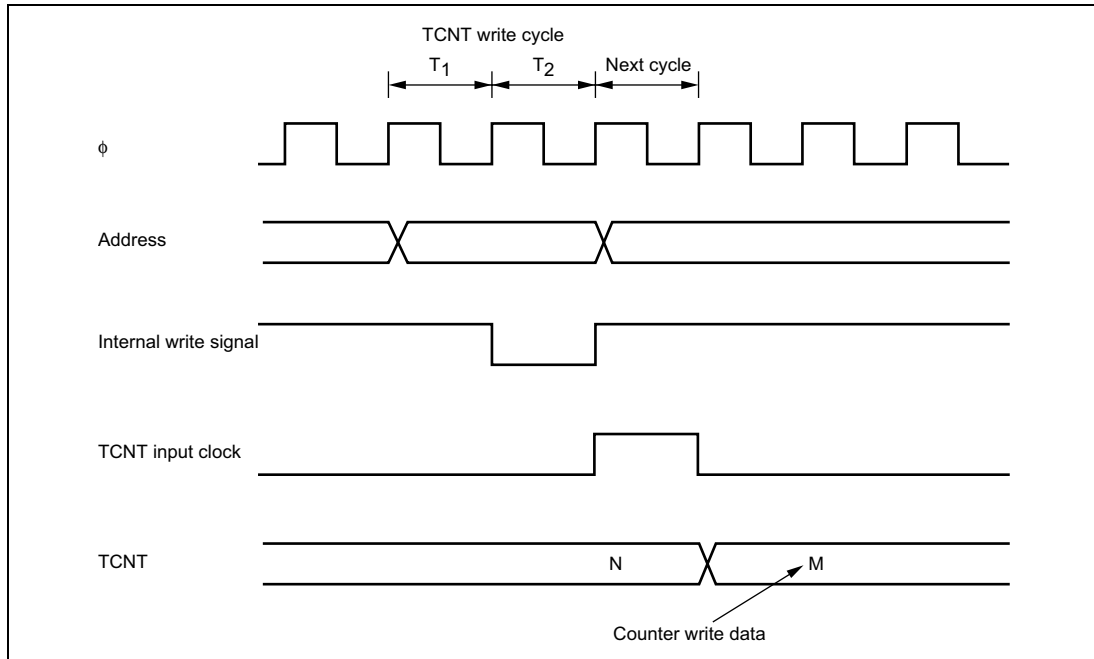 TCNT write cycle
T1 T2 Next cycle
ϕ
Address
Internal write signal
TCNT input clock
TCNT N M
Counter write data